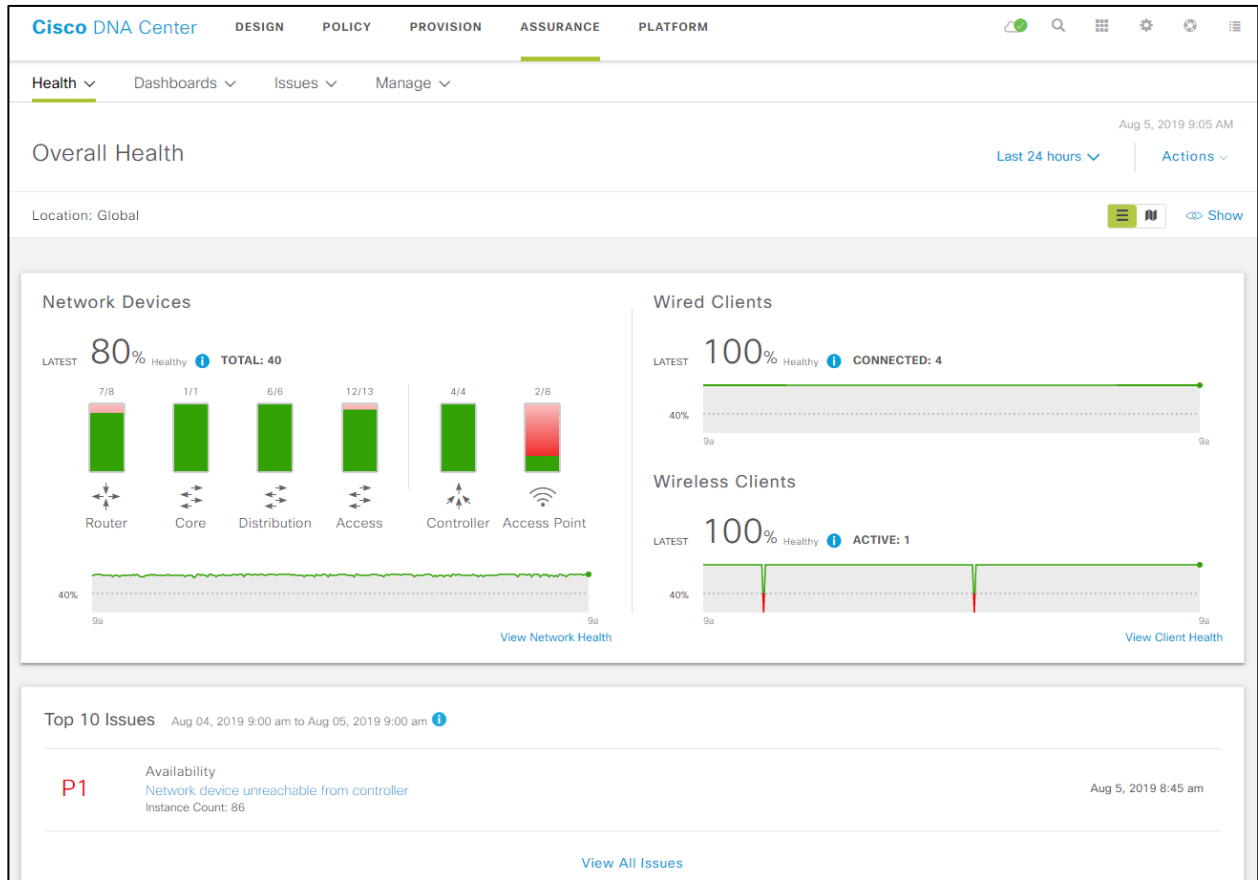 Cisco DNA Center DESIGN POLICY PROVISION ASSURANCE PLATFORM
Health Dashboards Issues Manage
Aug 5, 2019 9:05 AM
Overall Health
Last 24 hours Actions
Location: Global
Show
Network Devices
LATEST 80% Healthy TOTAL: 40
7/8 1/1 6/6 12/13 4/4 2/8
Router Core Distribution Access Controller Access Point
40%
9a 9a
View Network Health
Wired Clients
LATEST 100% Healthy CONNECTED: 4
40%
9a 9a
Wireless Clients
LATEST 100% Healthy ACTIVE: 1
40%
9a 9a
View Client Health
Top 10 Issues Aug 04, 2019 9:00 am to Aug 05, 2019 9:00 am
P1
Availability
Network device unreachable from controller
Instance Count: 86
Aug 5, 2019 8:45 am
View All Issues